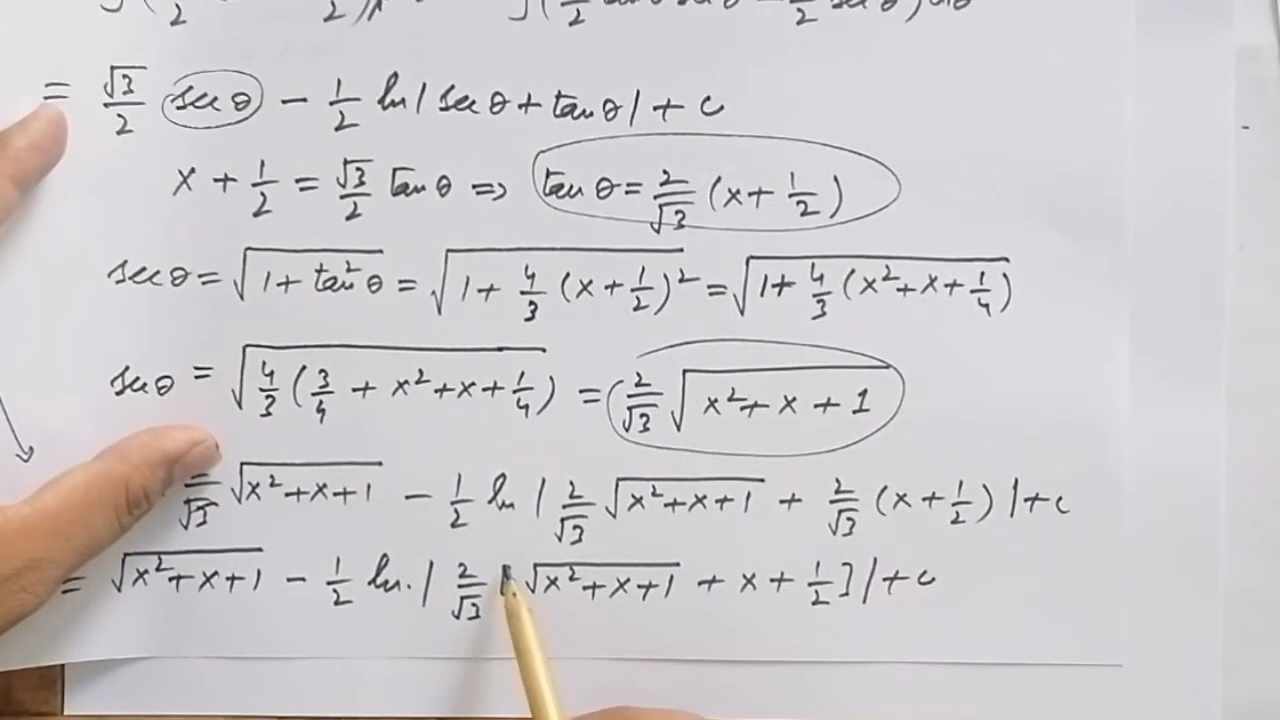 = √3/2 secθ − 1/2 ln|secθ + tanθ| + c
x + 1/2 = √3/2 Tanθ => tanθ = 2/√3 (x + 1/2)
secθ = √(1 + tan²θ) = √(1 + 4/3 (x + 1/2)²) = √(1 + 4/3 (x² + x + 1/4))
secθ = √(4/3 (3/4 + x² + x + 1/4)) = (2/√3 √(x² + x + 1))
/√3 √(x² + x + 1) − 1/2 ln|2/√3 √(x² + x + 1) + 2/√3 (x + 1/2)| + c
= √(x² + x + 1) − 1/2 ln.|2/√3 [√(x² + x + 1) + x + 1/2]| + c